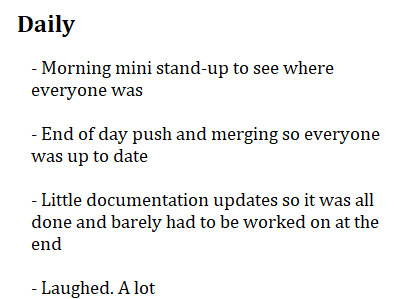 Daily
- Morning mini stand-up to see where
everyone was
- End of day push and merging so everyone
was up to date
- Little documentation updates so it was all
done and barely had to be worked on at the
end
- Laughed. A lot